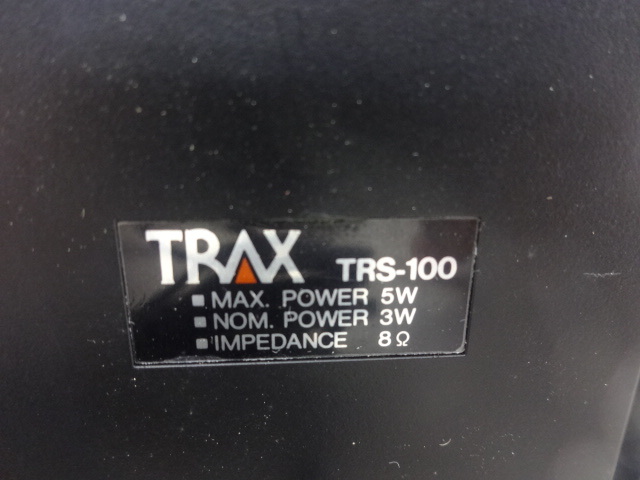 TRAX TRS-100
MAX. POWER 5W
NOM. POWER 3W
IMPEDANCE 8Ω